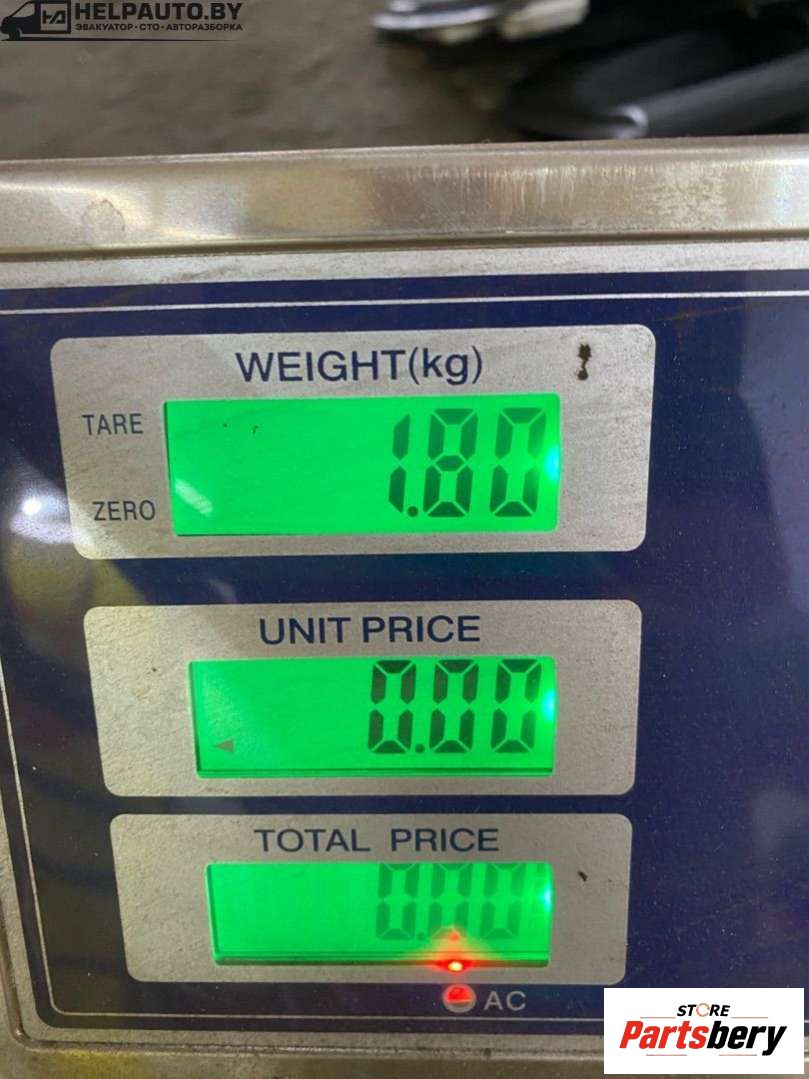 HELPAUTO.BY
ЭВАКУАТОР • СТО • АВТОРАЗБОРКА
WEIGHT(kg)
TARE
1.80
ZERO
UNIT PRICE
0.00
TOTAL PRICE
0.00
AC
STORE
Partsbery